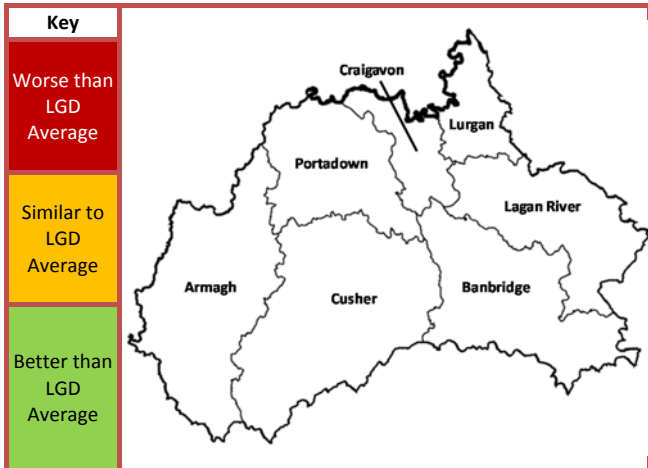 Key
Worse than
LGD
Average
Similar to
LGD
Average
Better than
LGD
Average
Craigavon
Lurgan
Portadown
Lagan River
Armagh
Cusher
Banbridge